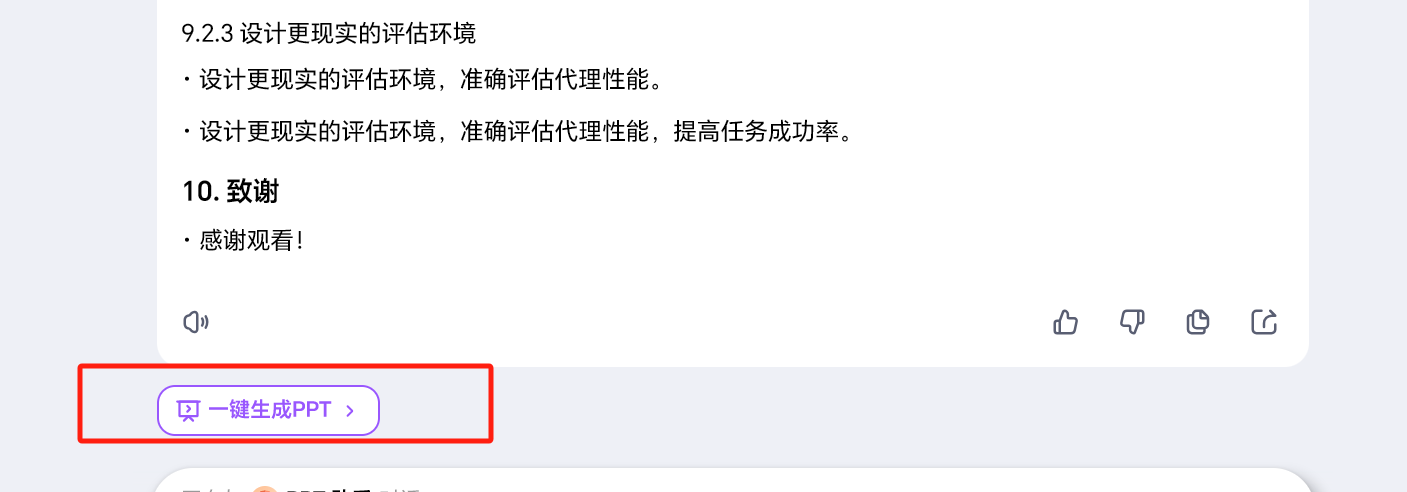 9.2.3 设计更现实的评估环境
· 设计更现实的评估环境，准确评估代理性能。
· 设计更现实的评估环境，准确评估代理性能，提高任务成功率。
10. 致谢
· 感谢观看！
一键生成PPT